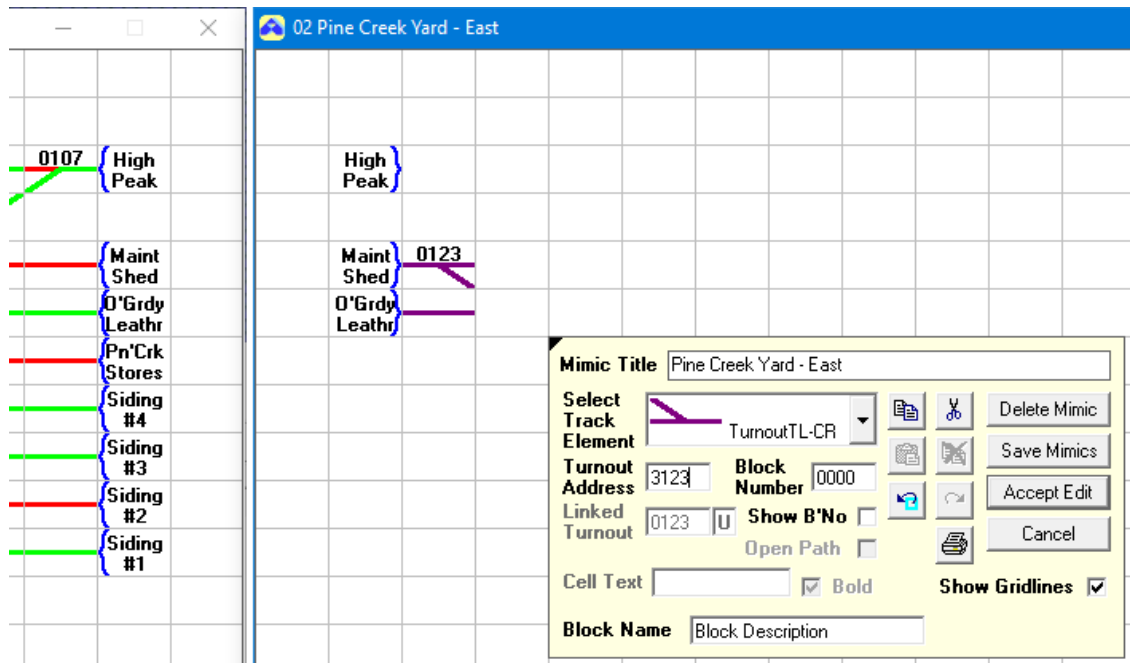 02 Pine Creek Yard - East
0107
High
Peak
Maint
Shed
O'Grdy
Leathr
Pn'Crk
Stores
Siding
#4
Siding
#3
Siding
#2
Siding
#1
High
Peak
Maint
Shed
0123
O'Grdy
Leathr
Mimic Title Pine Creek Yard - East
Select
Track
Element
TurnoutTL-CR
Delete Mimic
Save Mimics
Turnout
Address
3123
Block
Number
0000
Accept Edit
Linked
Turnout
0123 U
Show B'No
Open Path
Cancel
Cell Text
Bold
Show Gridlines
Block Name Block Description